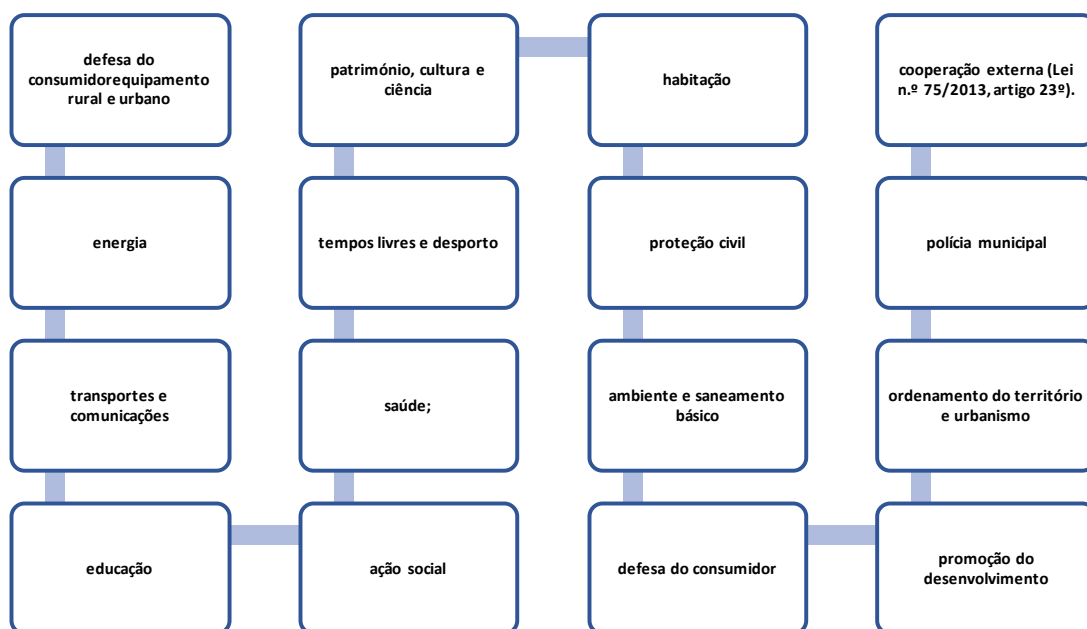 defesa do
consumidorequipamento
rural e urbano
energia
transportes e
comunicações
educação
ação social
saúde;
tempos livres e desporto
património, cultura e
ciência
habitação
proteção civil
ambiente e saneamento
básico
defesa do consumidor
promoção do
desenvolvimento
ordenamento do território
e urbanismo
polícia municipal
cooperação externa (Lei
n.º 75/2013, artigo 23º).